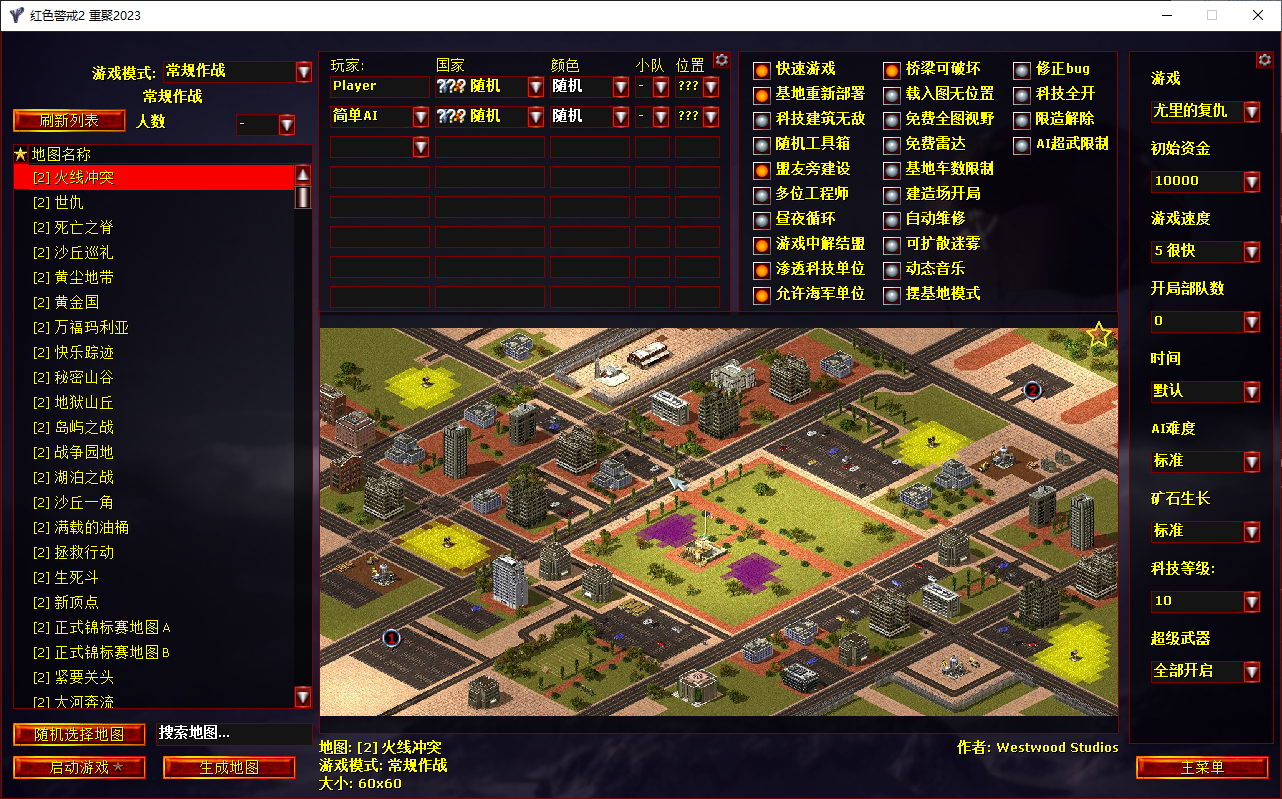 红色警戒2 重聚2023
游戏模式: 常规作战
常规作战
刷新列表 人数 -
地图名称
[2] 火线冲突
[2] 世仇
[2] 死亡之脊
[2] 沙丘巡礼
[2] 黄尘地带
[2] 黄金国
[2] 万福玛利亚
[2] 快乐踪迹
[2] 秘密山谷
[2] 地狱山丘
[2] 岛屿之战
[2] 战争园地
[2] 湖泊之战
[2] 沙丘一角
[2] 满载的油桶
[2] 拯救行动
[2] 生死斗
[2] 新顶点
[2] 正式锦标赛地图 A
[2] 正式锦标赛地图 B
[2] 紧要关头
[2] 大河奔流
随机选择地图 搜索地图...
启动游戏★ 生成地图
玩家: 国家 颜色 小队 位置
Player ??? 随机 随机 - ???
简单AI ??? 随机 随机 - ???
快速游戏 桥梁可破坏 修正bug
基地重新部署 载入图无位置 科技全开
科技建筑无敌 免费全图视野 限造解除
随机工具箱 免费雷达 AI超武限制
盟友旁建设 基地车数限制
多位工程师 建造场开局
昼夜循环 自动维修
游戏中解结盟 可扩散迷雾
渗透科技单位 动态音乐
允许海军单位 摆基地模式
2
1
地图: [2] 火线冲突 作者: Westwood Studios
游戏模式: 常规作战
大小: 60x60
游戏
尤里的复仇
初始资金
10000
游戏速度
5 很快
开局部队数
0
时间
默认
AI难度
标准
矿石生长
标准
科技等级:
10
超级武器
全部开启
主菜单